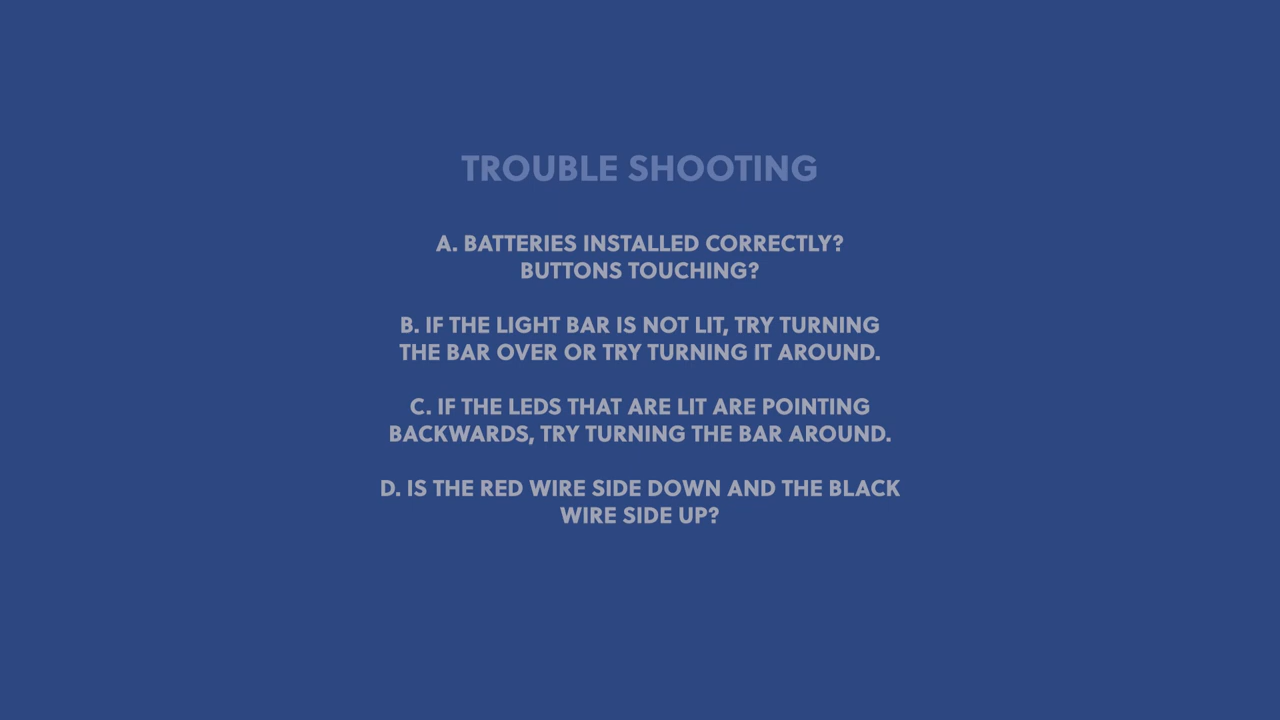 TROUBLE SHOOTING
A. BATTERIES INSTALLED CORRECTLY?
BUTTONS TOUCHING?
B. IF THE LIGHT BAR IS NOT LIT, TRY TURNING
THE BAR OVER OR TRY TURNING IT AROUND.
C. IF THE LEDS THAT ARE LIT ARE POINTING
BACKWARDS, TRY TURNING THE BAR AROUND.
D. IS THE RED WIRE SIDE DOWN AND THE BLACK
WIRE SIDE UP?